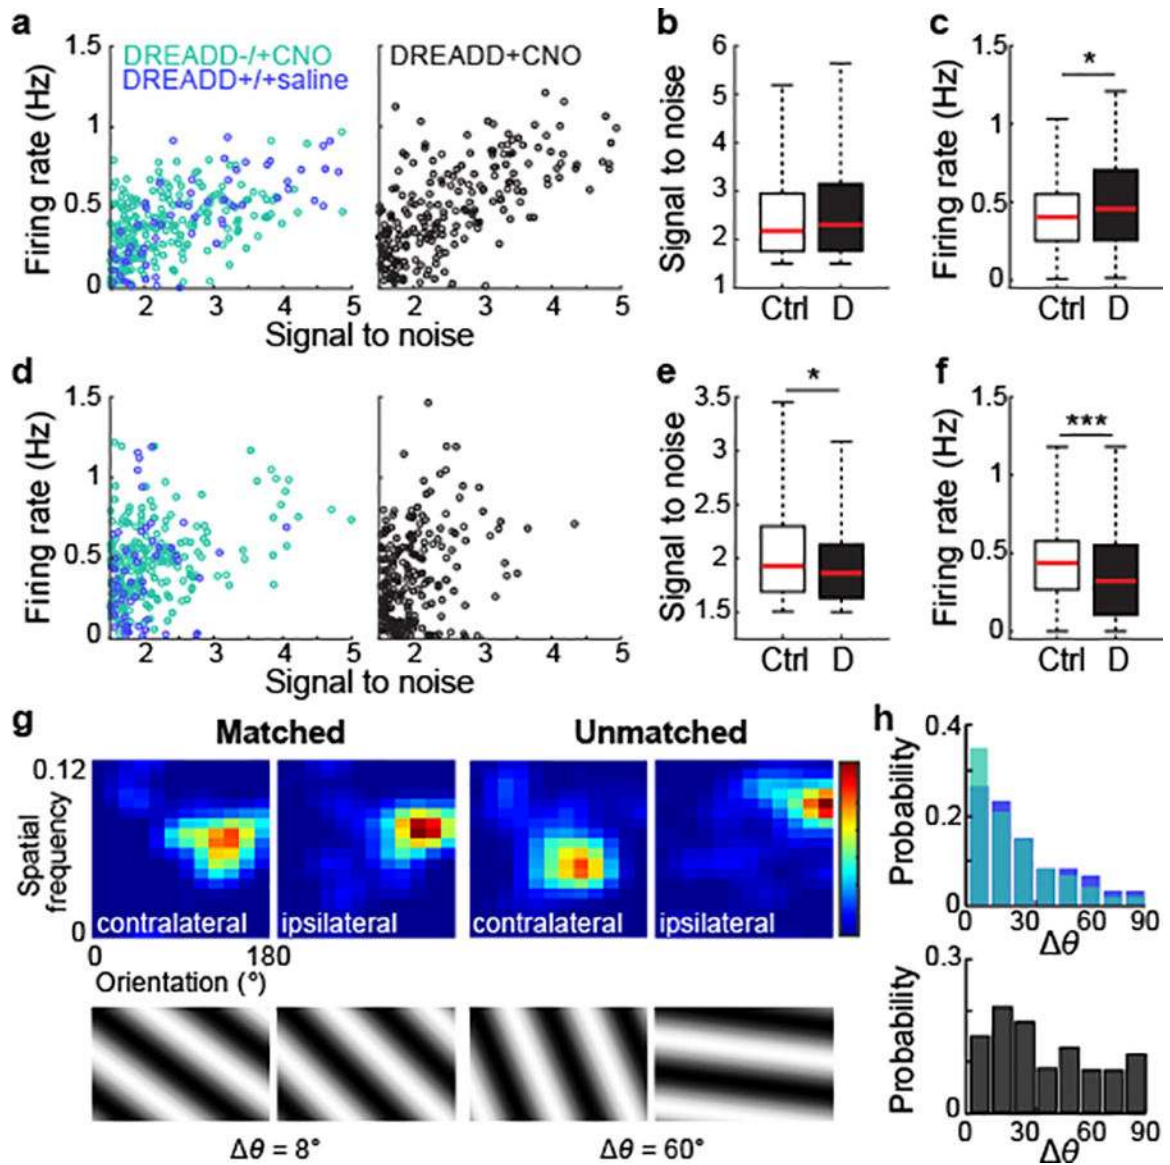 a
Firing rate (Hz)
1.5
1
0.5
0
DREADD-/+CNO
DREADD+/+saline
2 3 4 5
DREADD+CNO
2 3 4 5
Signal to noise
b
Signal to noise
6
5
4
3
2
1
Ctrl D
c
Firing rate (Hz)
1.5
1
0.5
0
*
Ctrl D
d
Firing rate (Hz)
1.5
1
0.5
0
2 3 4 5
2 3 4 5
Signal to noise
e
Signal to noise
3.5
3
2.5
2
1.5
*
Ctrl D
f
Firing rate (Hz)
1.5
1
0.5
0
***
Ctrl D
g
Matched Unmatched
0.12
Spatial
frequency
0
contralateral ipsilateral contralateral ipsilateral
0 180
Orientation (°)
Δθ = 8° Δθ = 60°
h
Probability
0.4
0.2
0
0 30 60 90
Δθ
Probability
0.3
0
0 30 60 90
Δθ